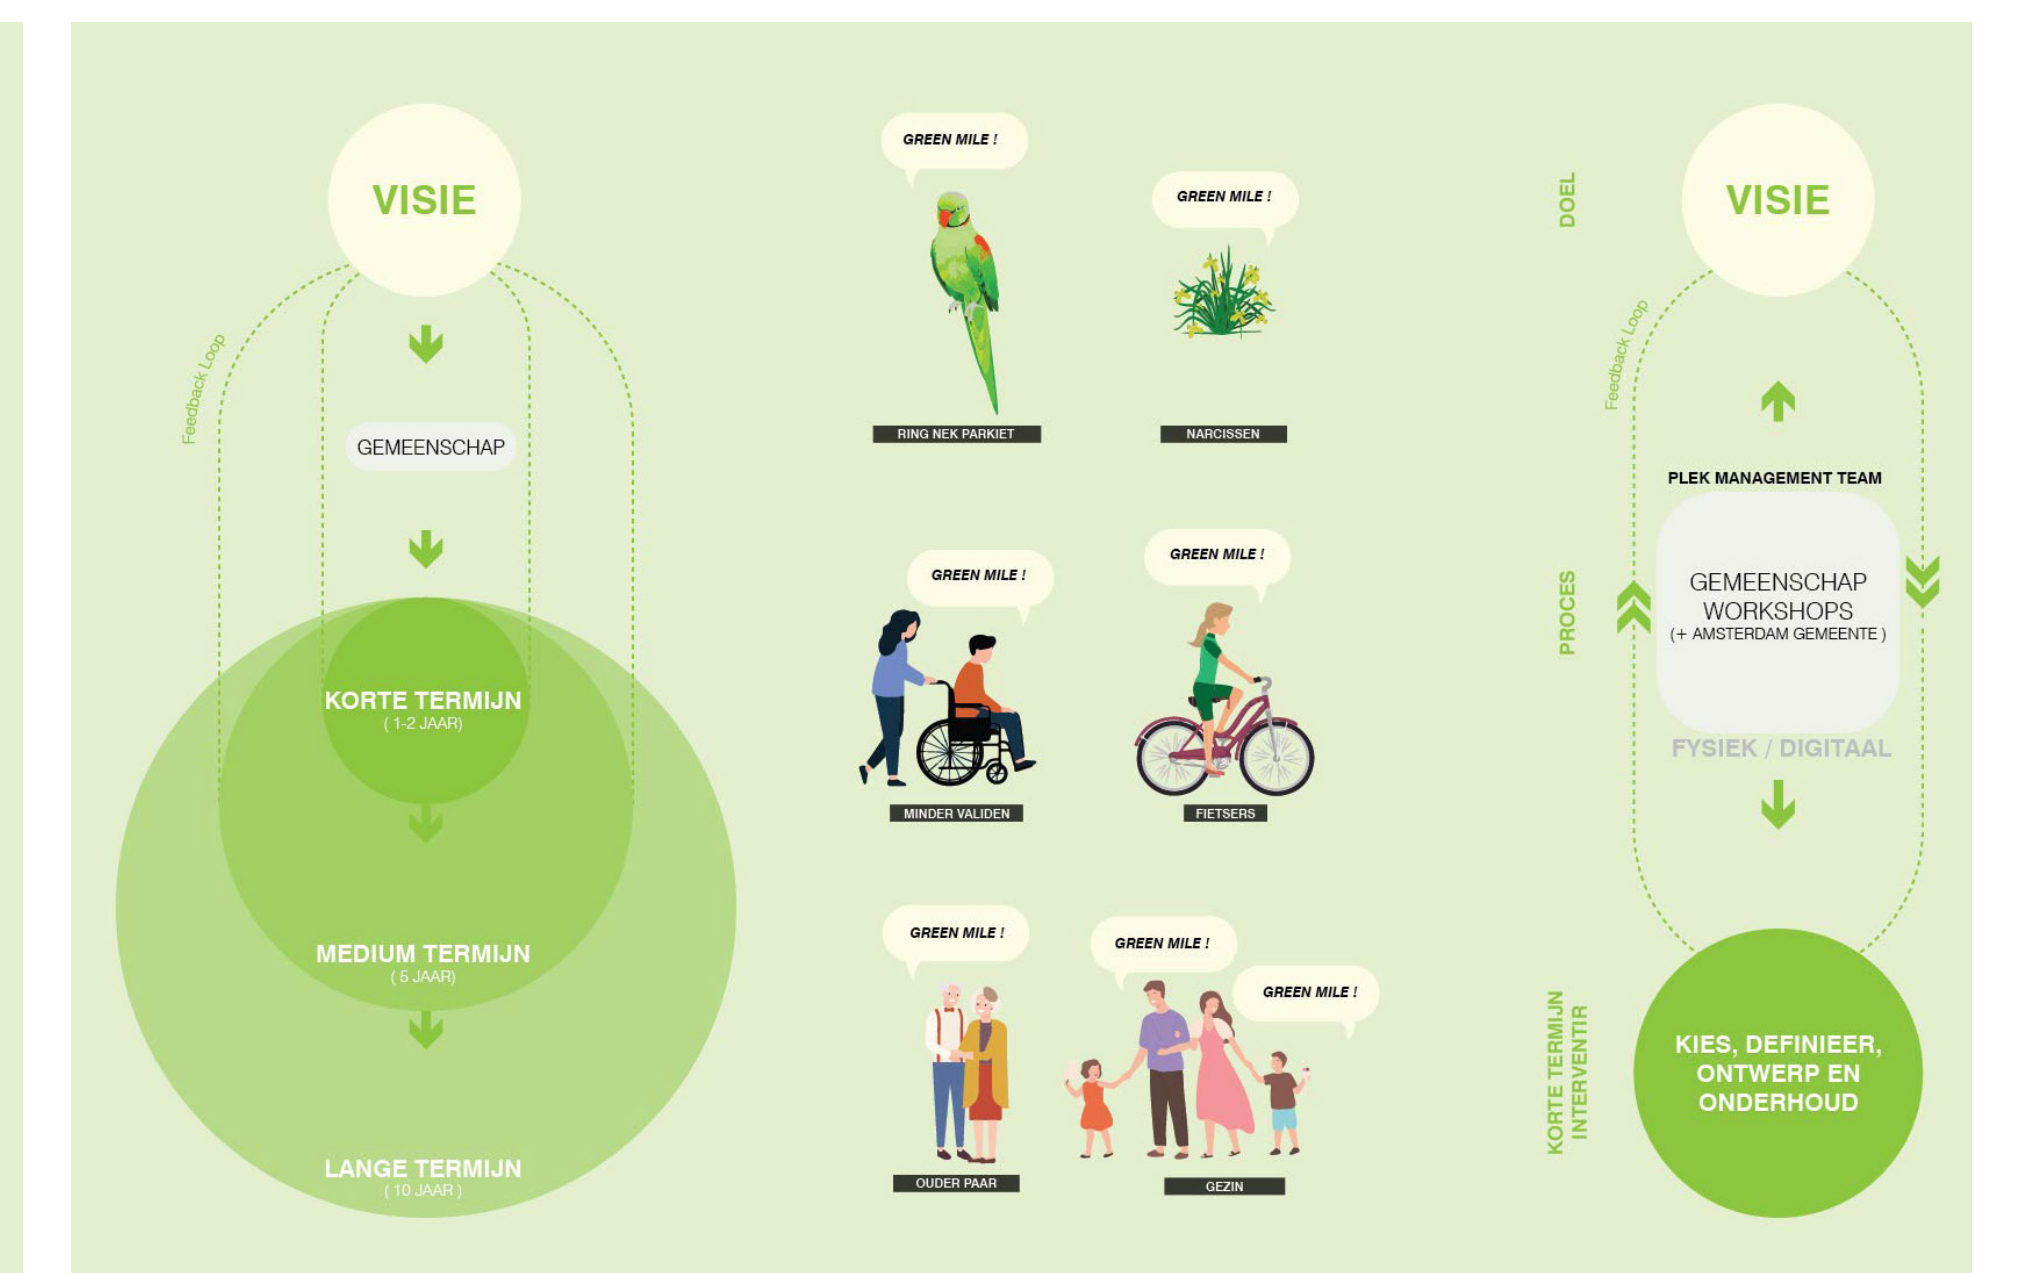 VISIE
Feedback Loop
GEMEENSCHAP
KORTE TERMIJN
( 1-2 JAAR)
MEDIUM TERMIJN
( 5 JAAR)
LANGE TERMIJN
( 10 JAAR )
GREEN MILE !
RING NEK PARKIET
GREEN MILE !
NARCISSEN
GREEN MILE !
MINDER VALIDEN
GREEN MILE !
FIETSERS
GREEN MILE !
OUDER PAAR
GREEN MILE !
GREEN MILE !
GEZIN
DOEL
VISIE
Feedback Loop
PLEK MANAGEMENT TEAM
PROCES
GEMEENSCHAP
WORKSHOPS
(+ AMSTERDAM GEMEENTE )
FYSIEK / DIGITAAL
KORTE TERMIJN
INTERVENTIR
KIES, DEFINIEER,
ONTWERP EN
ONDERHOUD